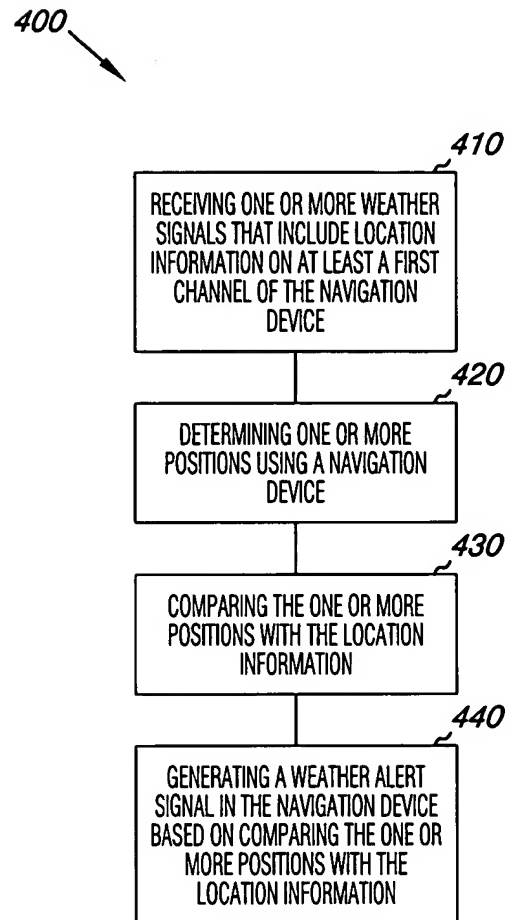 400
410
RECEIVING ONE OR MORE WEATHER
SIGNALS THAT INCLUDE LOCATION
INFORMATION ON AT LEAST A FIRST
CHANNEL OF THE NAVIGATION
DEVICE
420
DETERMINING ONE OR MORE
POSITIONS USING A NAVIGATION
DEVICE
430
COMPARING THE ONE OR MORE
POSITIONS WITH THE LOCATION
INFORMATION
440
GENERATING A WEATHER ALERT
SIGNAL IN THE NAVIGATION DEVICE
BASED ON COMPARING THE ONE OR
MORE POSITIONS WITH THE
LOCATION INFORMATION